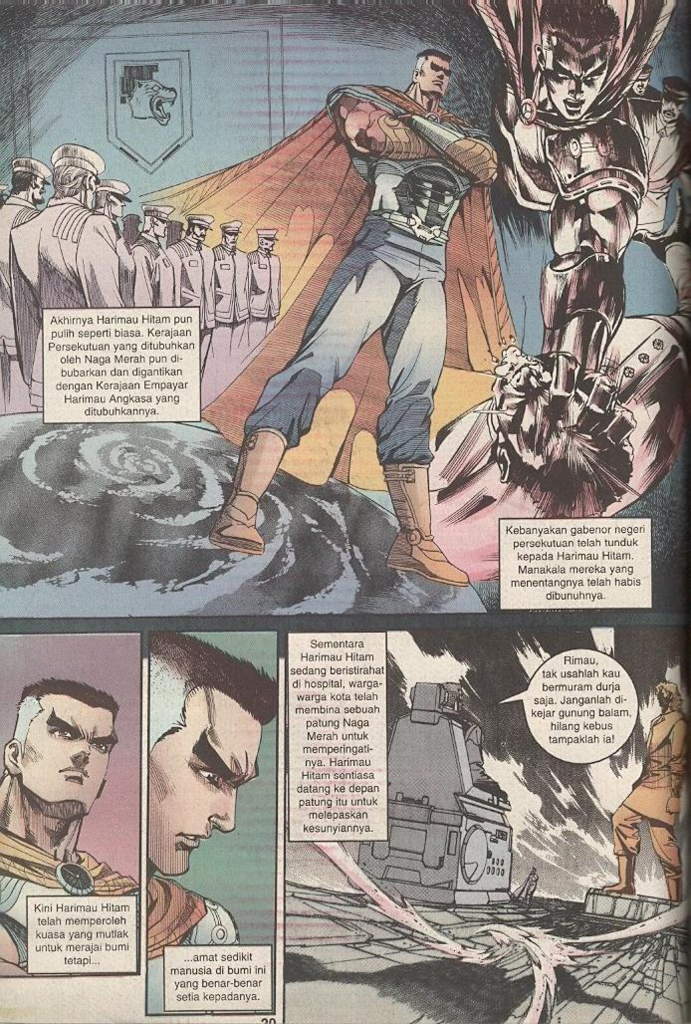 Akhirnya Harimau Hitam pun
pulih seperti biasa. Kerajaan
Persekutuan yang ditubuhkan
oleh Naga Merah pun di-
bubarkan dan digantikan
dengan Kerajaan Empayar
Harimau Angkasa yang
ditubuhkannya.
Kebanyakan gabenor negeri
persekutuan telah tunduk
kepada Harimau Hitam.
Manakala mereka yang
menentangnya telah habis
dibunuhnya.
Kini Harimau Hitam
telah memperoleh
kuasa yang mutlak
untuk merajai bumi
tetapi...
...amat sedikit
manusia di bumi ini
yang benar-benar
setia kepadanya.
Sementara
Harimau Hitam
sedang beristirahat
di hospital, warga-
warga kota telah
membina sebuah
patung Naga
Merah untuk
memperingati-
nya. Harimau
Hitam sentiasa
datang ke depan
patung itu untuk
melepaskan
kesunyiannya.
Rimau,
tak usahlah kau
bermuram durja
saja. Janganlah di-
kejar gunung balam,
hilang kebus
tampaklah ia!
20